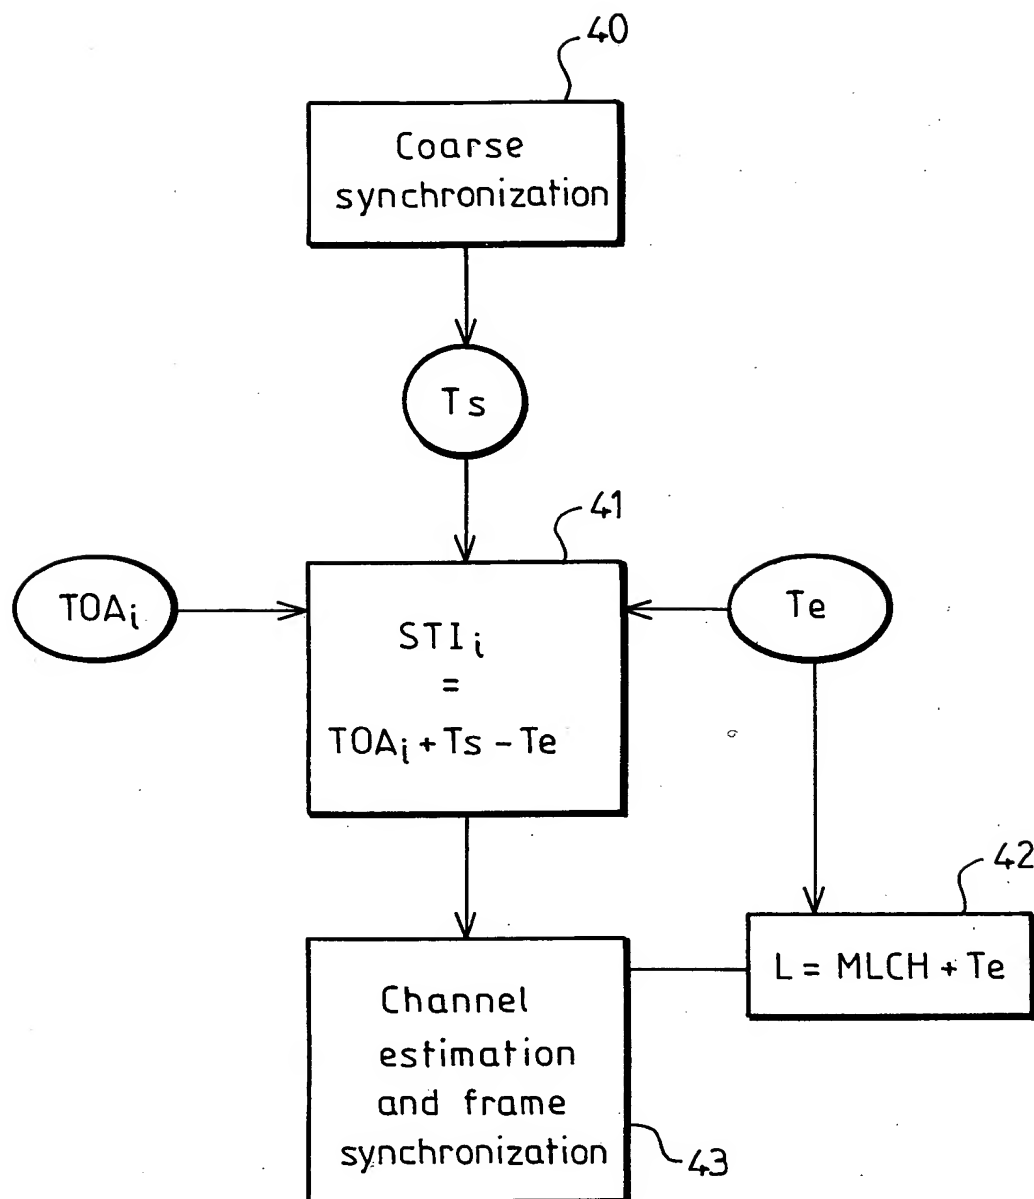 40
Coarse
synchronization
Ts
41
TOAi
STIi
=
TOAi + Ts - Te
Te
42
L = MLCH + Te
Channel
estimation
and frame
synchronization
43